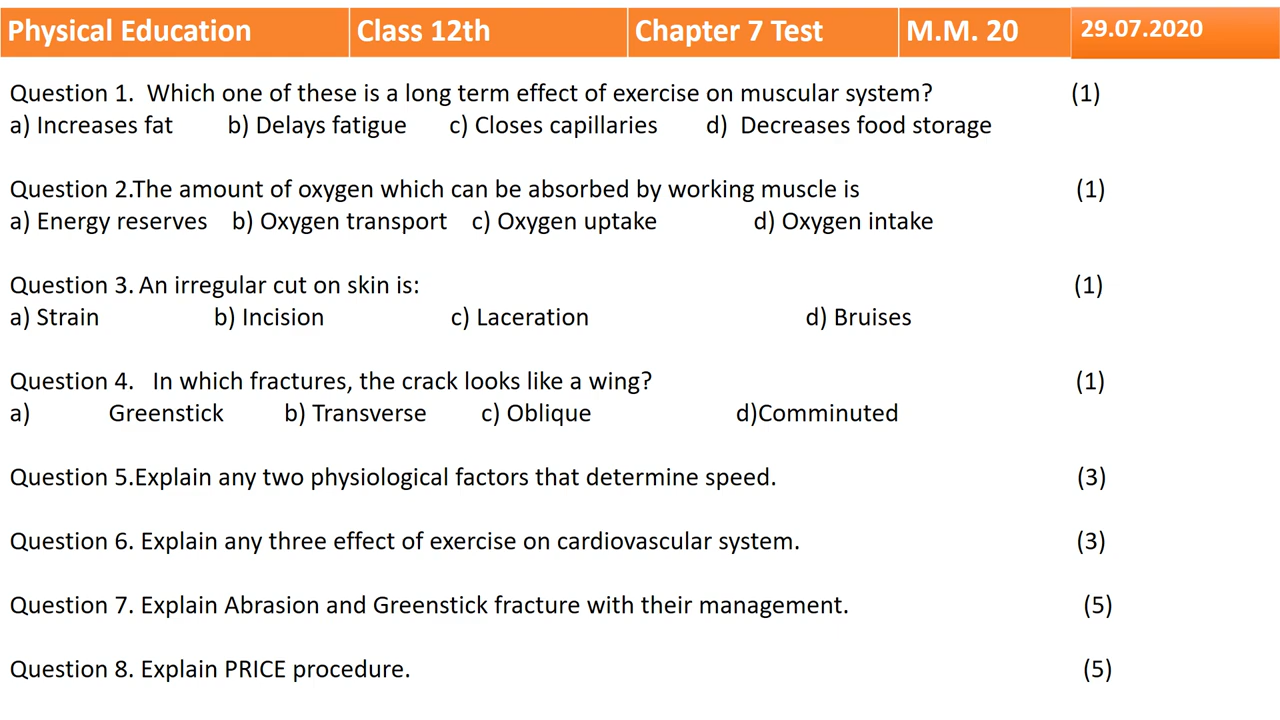 Physical Education Class 12th Chapter 7 Test M.M. 20 29.07.2020
Question 1. Which one of these is a long term effect of exercise on muscular system? (1)
a) Increases fat b) Delays fatigue c) Closes capillaries d) Decreases food storage
Question 2.The amount of oxygen which can be absorbed by working muscle is (1)
a) Energy reserves b) Oxygen transport c) Oxygen uptake d) Oxygen intake
Question 3. An irregular cut on skin is: (1)
a) Strain b) Incision c) Laceration d) Bruises
Question 4. In which fractures, the crack looks like a wing? (1)
a) Greenstick b) Transverse c) Oblique d)Comminuted
Question 5.Explain any two physiological factors that determine speed. (3)
Question 6. Explain any three effect of exercise on cardiovascular system. (3)
Question 7. Explain Abrasion and Greenstick fracture with their management. (5)
Question 8. Explain PRICE procedure. (5)